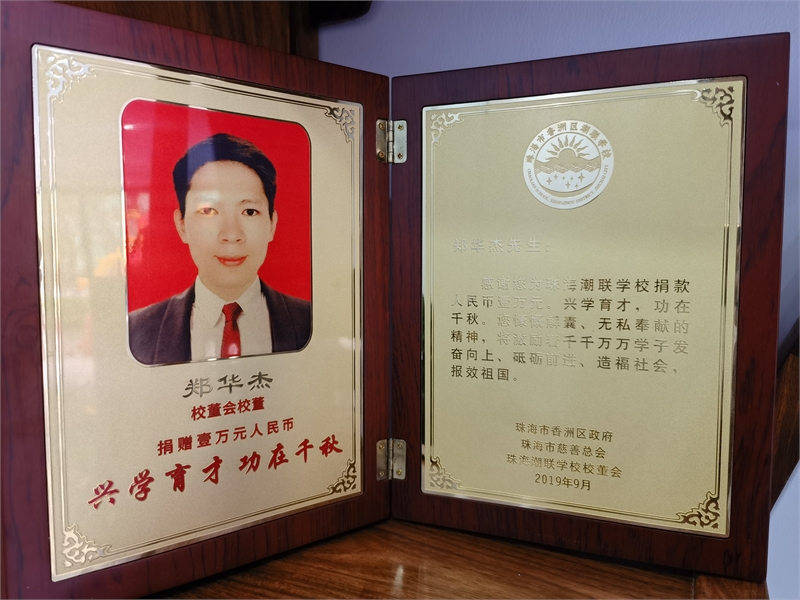 郑华杰
校董会校董
捐赠壹万元人民币
兴学育才 功在千秋
珠海市香洲区潮联学校
郑华杰先生：
感谢您为珠海潮联学校捐款
人民币壹万元。兴学育才，功在
千秋。您慷慨解囊、无私奉献的
精神，将激励着千千万万学子发
奋向上、砥砺前进、造福社会，
报效祖国。
珠海市香洲区政府
珠海市慈善总会
珠海潮联学校校董会
2019年9月